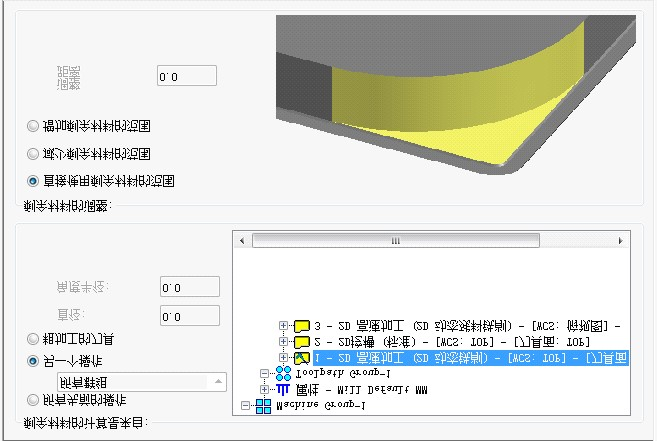 剩余材料的计算是来自:
所有先前的操作
所有群组
另一个操作
粗加工的刀具
直径: 0.0
角度半径: 0.0
Machine Group-1
属性 - Mill Default MM
Toolpath Group-1
1 - 2D 高速加工 (2D 动态铣削) - [WCS: TOP] - [刀具面
2 - 2D挖槽 (标准) - [WCS: TOP] - [刀具面: TOP]
3 - 2D 高速加工 (2D 动态残料铣削) - [WCS: 俯视图] -
剩余材料的调整:
直接使用剩余材料的范围
减少剩余材料的范围
增加剩余材料的范围
调整
距离 0.0